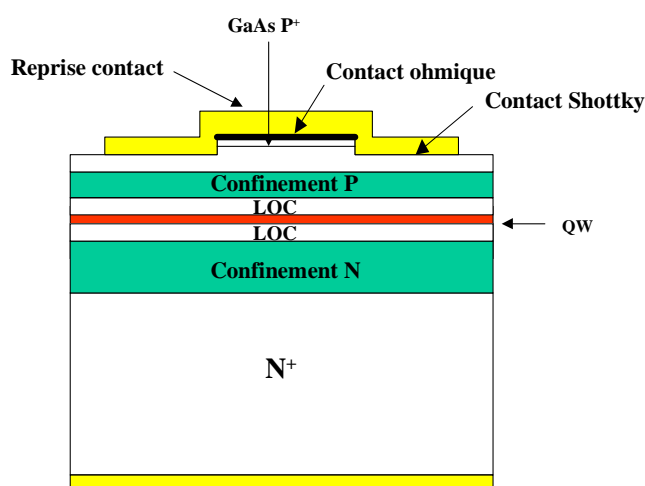 GaAs P⁺
Reprise contact
Contact ohmique
Contact Shottky
Confinement P
LOC
QW
LOC
Confinement N
N⁺